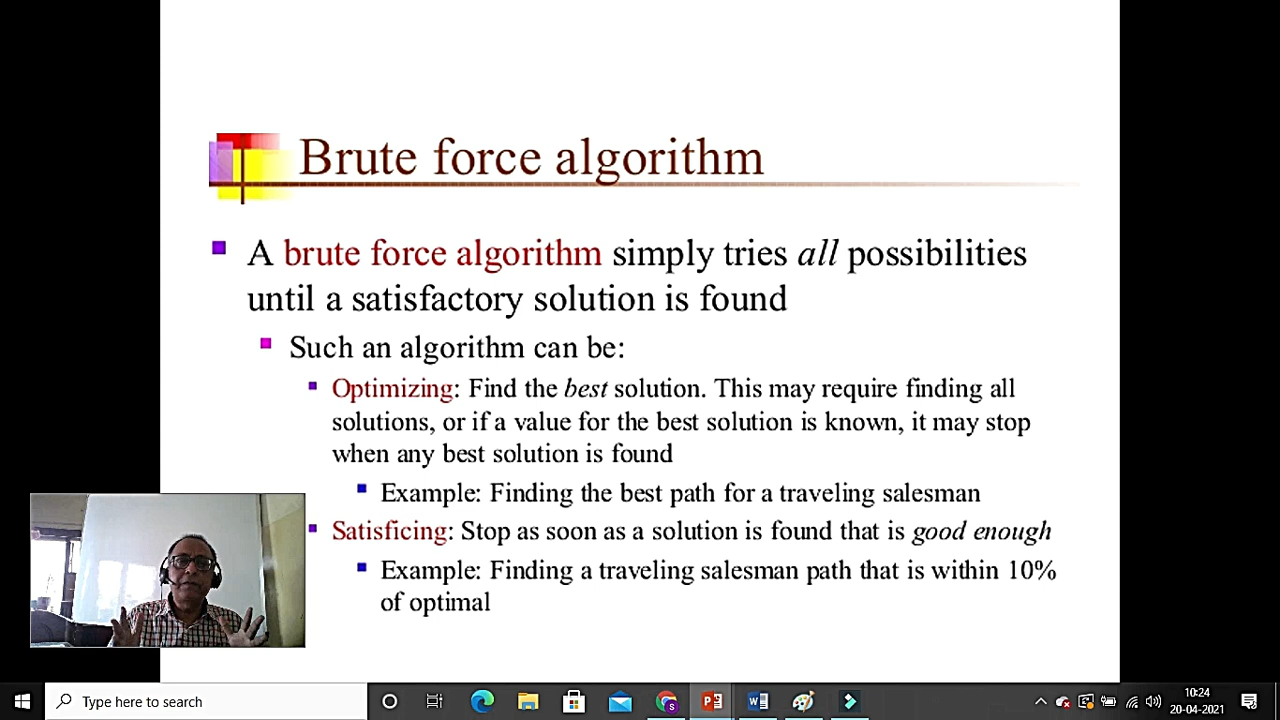 Brute force algorithm
A brute force algorithm simply tries all possibilities
until a satisfactory solution is found
Such an algorithm can be:
Optimizing: Find the best solution. This may require finding all
solutions, or if a value for the best solution is known, it may stop
when any best solution is found
Example: Finding the best path for a traveling salesman
Satisficing: Stop as soon as a solution is found that is good enough
Example: Finding a traveling salesman path that is within 10%
of optimal
Type here to search
10:24
20-04-2021